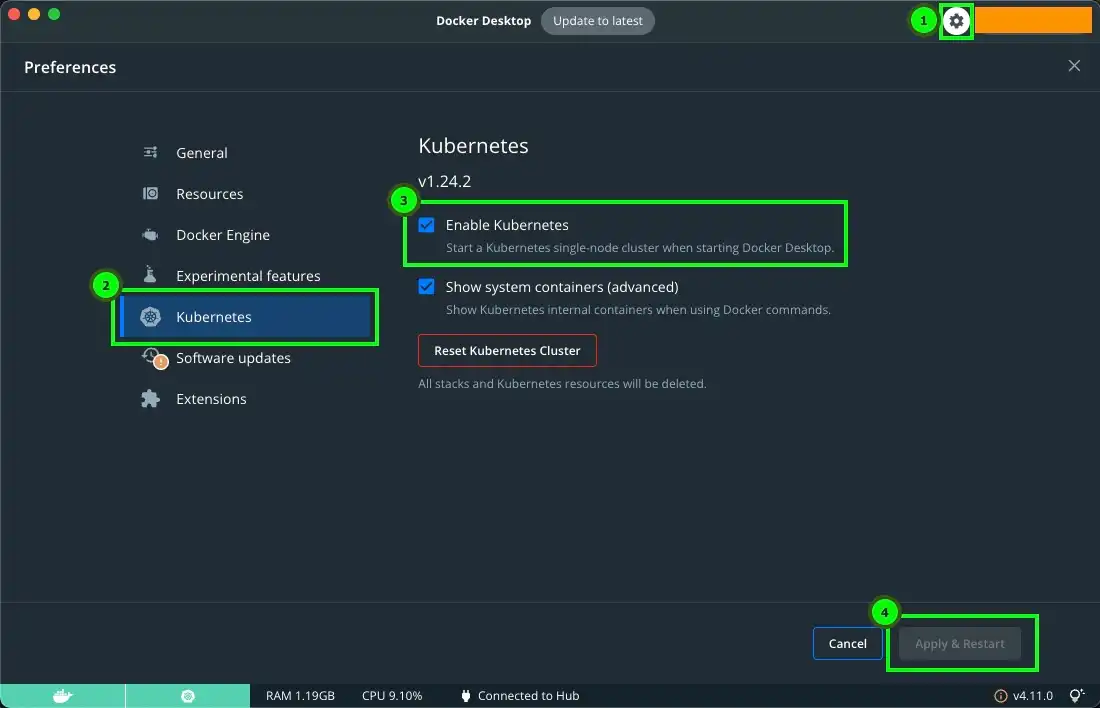 Docker Desktop
Update to latest
1
Preferences
General
Resources
Docker Engine
Experimental features
2
Kubernetes
Software updates
Extensions
Kubernetes
v1.24.2
3
Enable Kubernetes
Start a Kubernetes single-node cluster when starting Docker Desktop.
Show system containers (advanced)
Show Kubernetes internal containers when using Docker commands.
Reset Kubernetes Cluster
All stacks and Kubernetes resources will be deleted.
4
Cancel
Apply & Restart
RAM 1.19GB
CPU 9.10%
Connected to Hub
v4.11.0